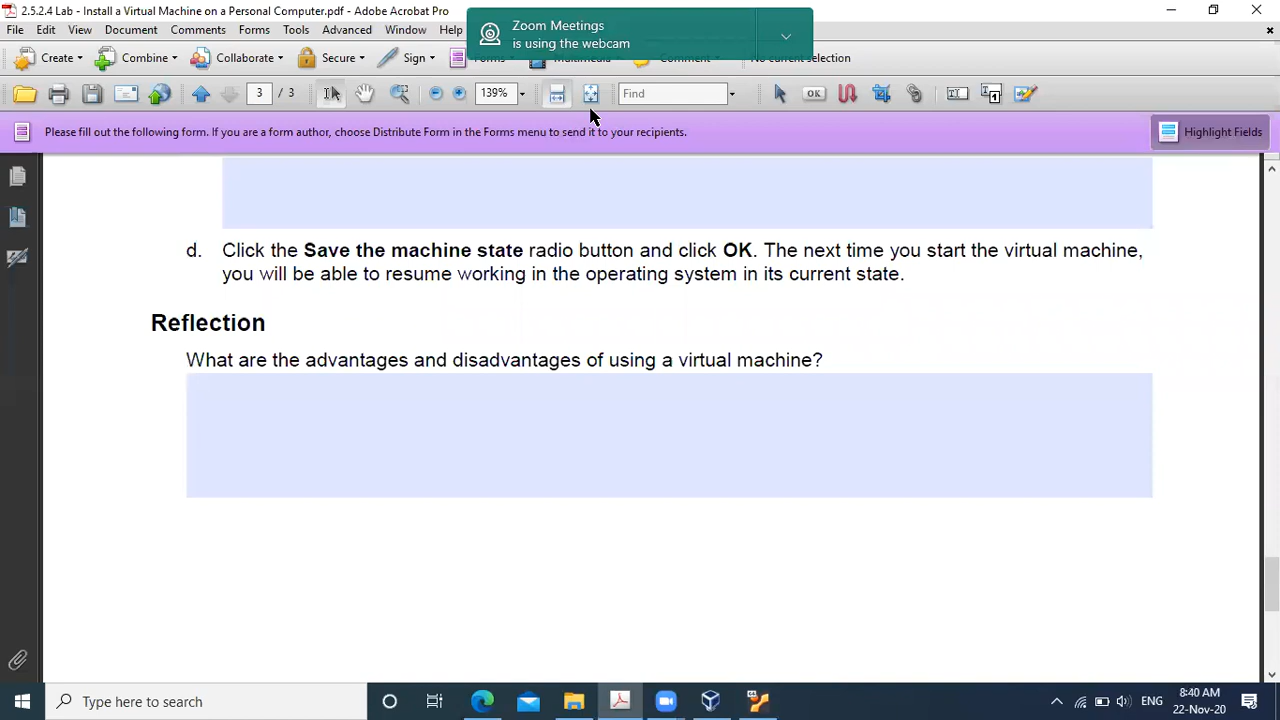 2.5.2.4 Lab - Install a Virtual Machine on a Personal Computer.pdf - Adobe Acrobat Pro
Zoom Meetings
is using the webcam
File Edit View Document Comments Forms Tools Advanced Window Help
Create Combine Collaborate Secure Sign Forms Multimedia Comment No current selection
3 / 3 139% Find OK
Please fill out the following form. If you are a form author, choose Distribute Form in the Forms menu to send it to your recipients.
Highlight Fields
d. Click the Save the machine state radio button and click OK. The next time you start the virtual machine,
you will be able to resume working in the operating system in its current state.
Reflection
What are the advantages and disadvantages of using a virtual machine?
Type here to search
ENG
8:40 AM
22-Nov-20